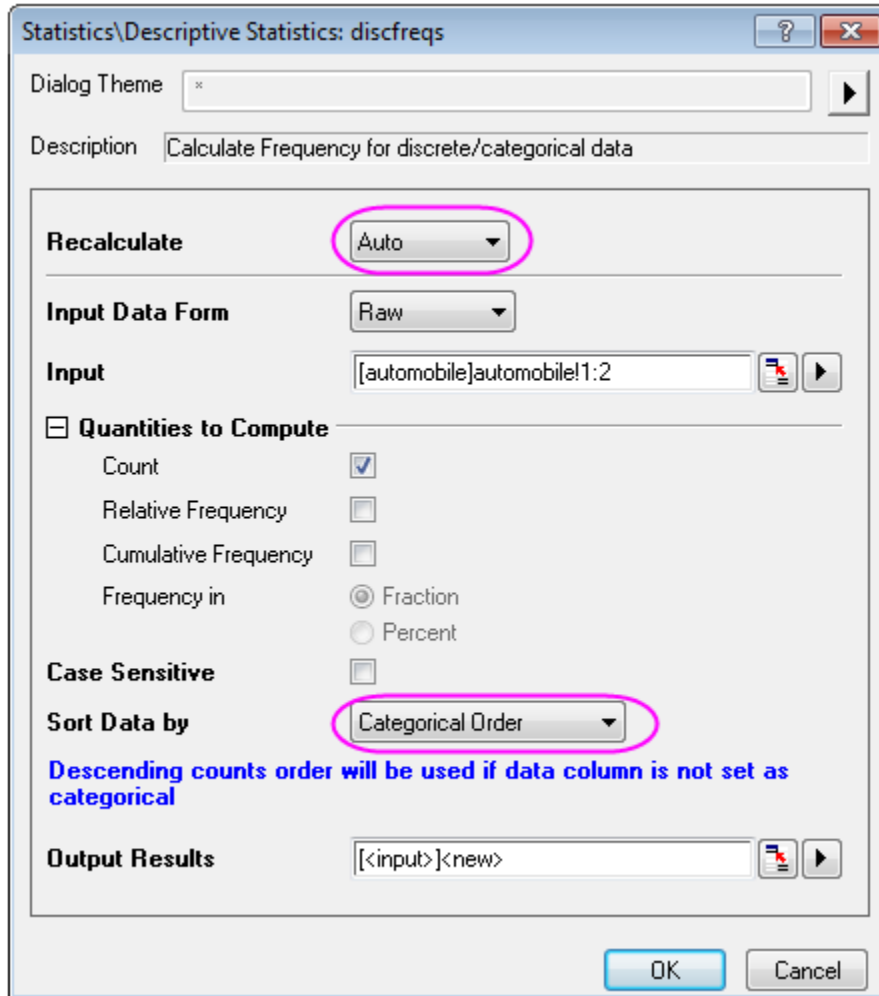 Statistics\Descriptive Statistics: discfreqs
Dialog Theme *
Description Calculate Frequency for discrete/categorical data
Recalculate Auto
Input Data Form Raw
Input [automobile]automobile!1:2
Quantities to Compute
Count
Relative Frequency
Cumulative Frequency
Frequency in Fraction
Percent
Case Sensitive
Sort Data by Categorical Order
Descending counts order will be used if data column is not set as
categorical
Output Results [<input>]<new>
OK Cancel